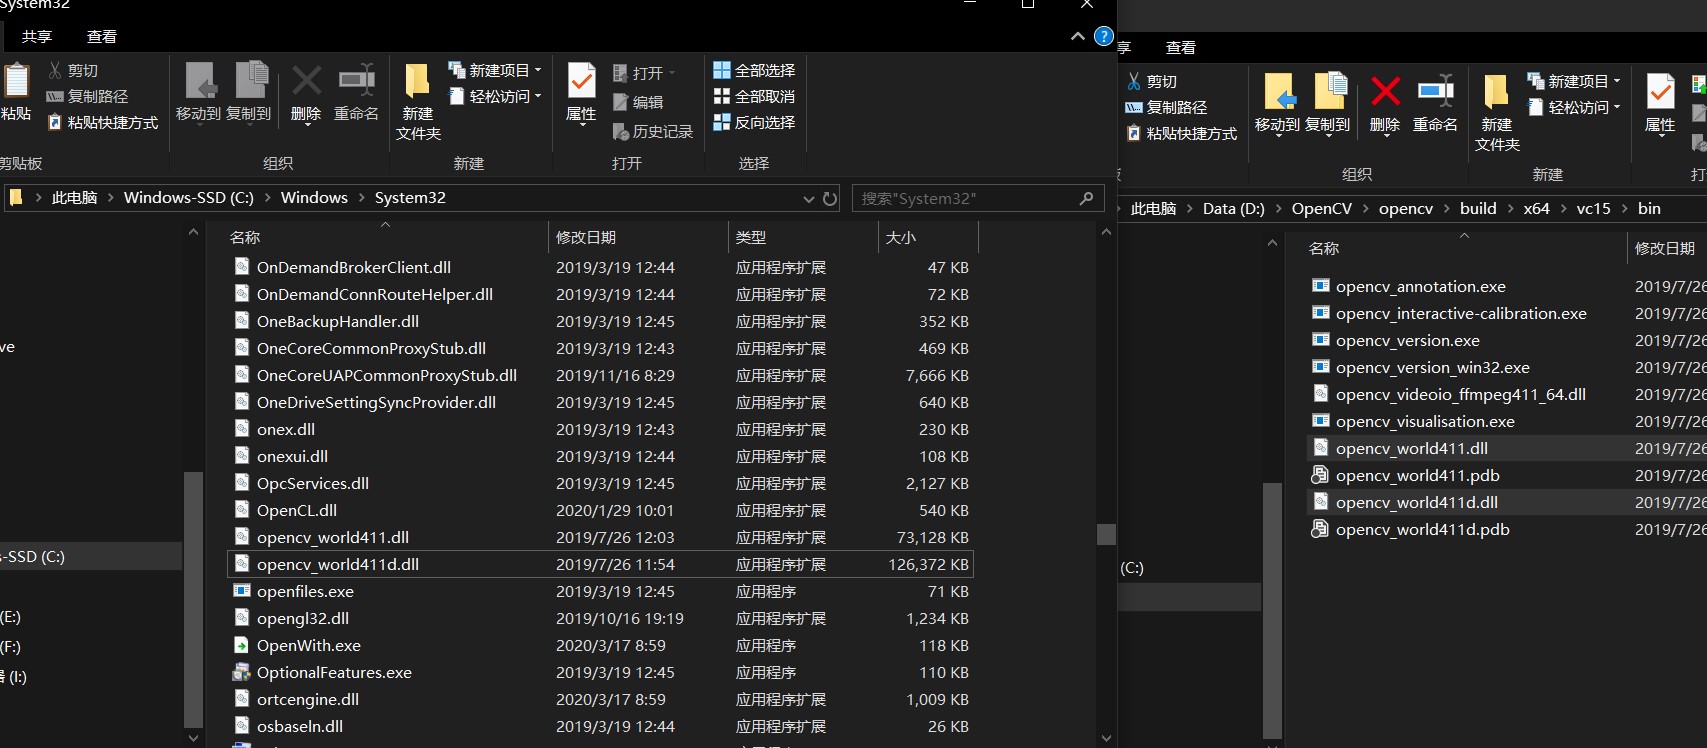 System32
共享 查看
粘贴
剪切
复制路径
粘贴快捷方式
剪贴板
移动到 复制到 删除 重命名
组织
新建
文件夹
新建项目
轻松访问
新建
属性
打开
编辑
历史记录
打开
全部选择
全部取消
反向选择
选择
此电脑 Windows-SSD (C:) Windows System32
搜索"System32"
名称 修改日期 类型 大小
OnDemandBrokerClient.dll 2019/3/19 12:44 应用程序扩展 47 KB
OnDemandConnRouteHelper.dll 2019/3/19 12:44 应用程序扩展 72 KB
OneBackupHandler.dll 2019/3/19 12:45 应用程序扩展 352 KB
OneCoreCommonProxyStub.dll 2019/3/19 12:43 应用程序扩展 469 KB
OneCoreUAPCommonProxyStub.dll 2019/11/16 8:29 应用程序扩展 7,666 KB
OneDriveSettingSyncProvider.dll 2019/3/19 12:45 应用程序扩展 640 KB
onex.dll 2019/3/19 12:43 应用程序扩展 230 KB
onexui.dll 2019/3/19 12:44 应用程序扩展 108 KB
OpcServices.dll 2019/3/19 12:45 应用程序扩展 2,127 KB
OpenCL.dll 2020/1/29 10:01 应用程序扩展 540 KB
opencv_world411.dll 2019/7/26 12:03 应用程序扩展 73,128 KB
opencv_world411d.dll 2019/7/26 11:54 应用程序扩展 126,372 KB
openfiles.exe 2019/3/19 12:45 应用程序 71 KB
opengl32.dll 2019/10/16 19:19 应用程序扩展 1,234 KB
OpenWith.exe 2020/3/17 8:59 应用程序 118 KB
OptionalFeatures.exe 2019/3/19 12:45 应用程序 110 KB
ortcengine.dll 2020/3/17 8:59 应用程序扩展 1,009 KB
osbaseln.dll 2019/3/19 12:44 应用程序扩展 26 KB
ve
s-SSD (C:)
(E:)
(F:)
(I:)
享 查看
剪切
复制路径
粘贴快捷方式
移动到 复制到 删除 重命名
组织
新建
文件夹
新建项目
轻松访问
新建
属性
打
此电脑 Data (D:) OpenCV opencv build x64 vc15 bin
名称 修改日期
opencv_annotation.exe 2019/7/26
opencv_interactive-calibration.exe 2019/7/26
opencv_version.exe 2019/7/26
opencv_version_win32.exe 2019/7/26
opencv_videoio_ffmpeg411_64.dll 2019/7/26
opencv_visualisation.exe 2019/7/26
opencv_world411.dll 2019/7/26
opencv_world411.pdb 2019/7/26
opencv_world411d.dll 2019/7/26
opencv_world411d.pdb 2019/7/26
(C:)